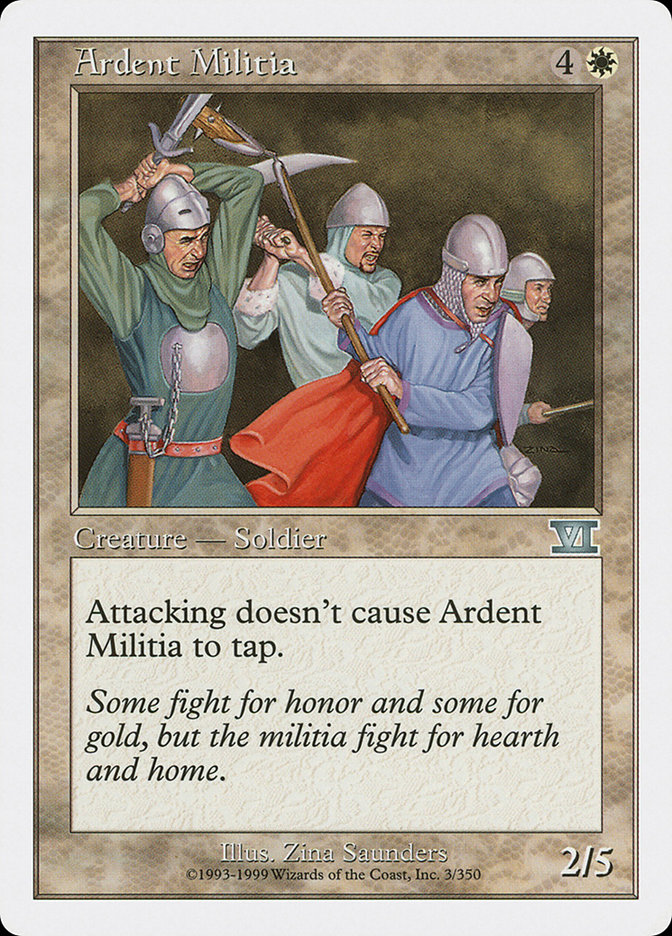 Ardent Militia
4
ZINA
Creature — Soldier
VI
Attacking doesn't cause Ardent
Militia to tap.
Some fight for honor and some for
gold, but the militia fight for hearth
and home.
Illus. Zina Saunders
©1993-1999 Wizards of the Coast, Inc. 3/350
2/5